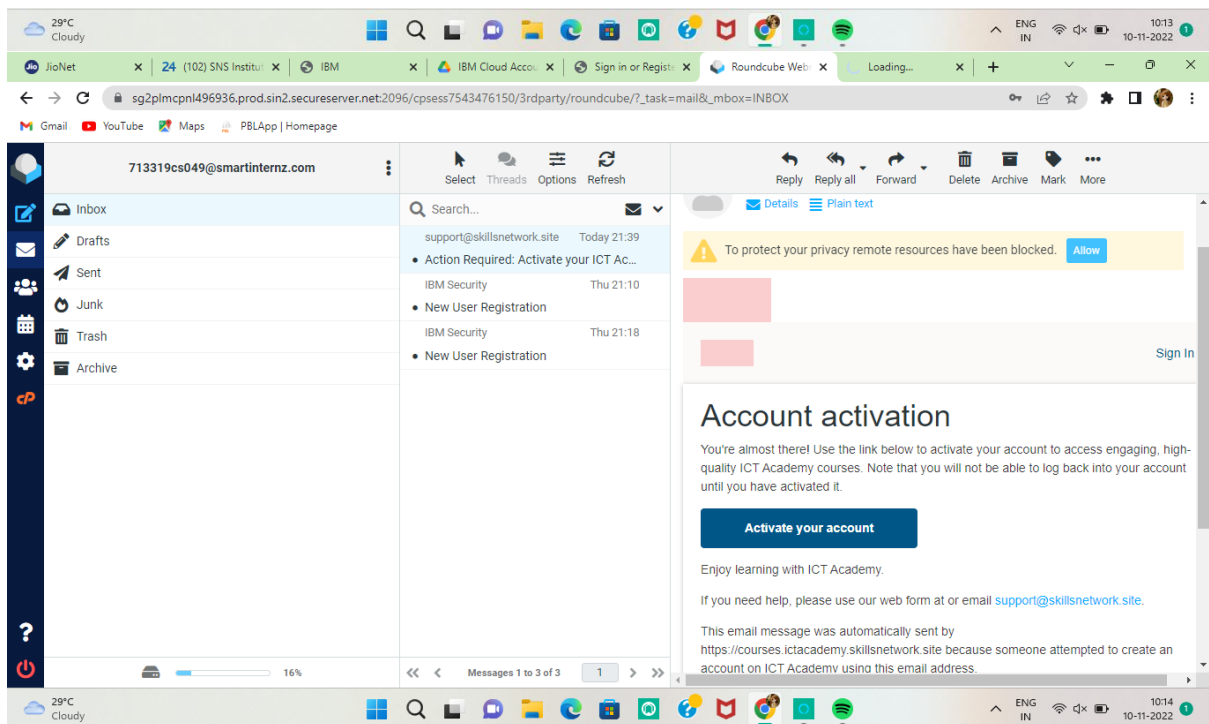 29°C
Cloudy
ENG
IN
10:13
10-11-2022
1
Jio JioNet
24 (102) SNS Institut
IBM
IBM Cloud Accou
Sign in or Registe
Roundcube Web
Loading...
sg2plmcpnl496936.prod.sin2.secureserver.net:2096/cpsess7543476150/3rdparty/roundcube/?_task=mail&_mbox=INBOX
Gmail YouTube Maps PBLApp | Homepage
713319cs049@smartinternz.com
Select Threads Options Refresh
Reply Reply all Forward Delete Archive Mark More
Inbox
Drafts
Sent
Junk
Trash
Archive
cP
16%
Search...
support@skillsnetwork.site Today 21:39
• Action Required: Activate your ICT Ac...
IBM Security Thu 21:10
• New User Registration
IBM Security Thu 21:18
• New User Registration
Messages 1 to 3 of 3 1
Details Plain text
To protect your privacy remote resources have been blocked. Allow
Sign In
Account activation
You're almost there! Use the link below to activate your account to access engaging, high-
quality ICT Academy courses. Note that you will not be able to log back into your account
until you have activated it.
Activate your account
Enjoy learning with ICT Academy.
If you need help, please use our web form at or email support@skillsnetwork.site.
This email message was automatically sent by
https://courses.ictacademy.skillsnetwork.site because someone attempted to create an
account on ICT Academy using this email address.
29°C
Cloudy
ENG
IN
10:14
10-11-2022
1